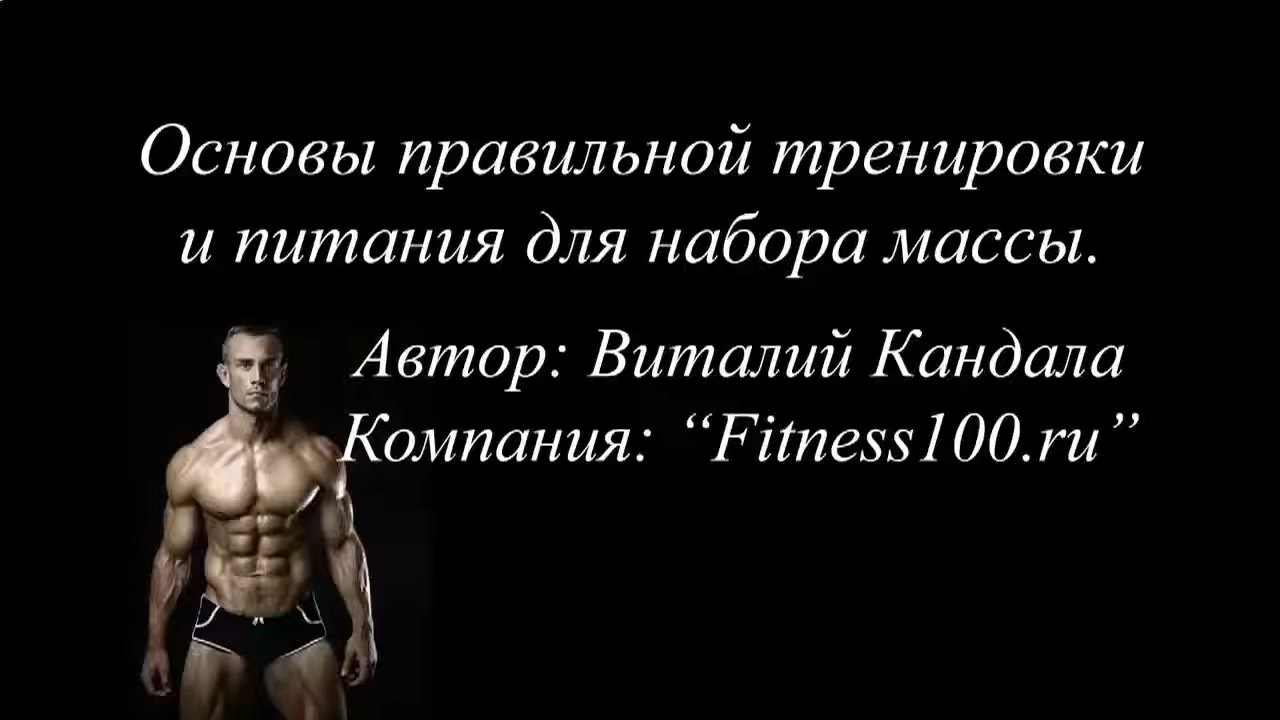 Основы правильной тренировки
и питания для набора массы.
Автор: Виталий Кандала
Компания: “Fitness100.ru”